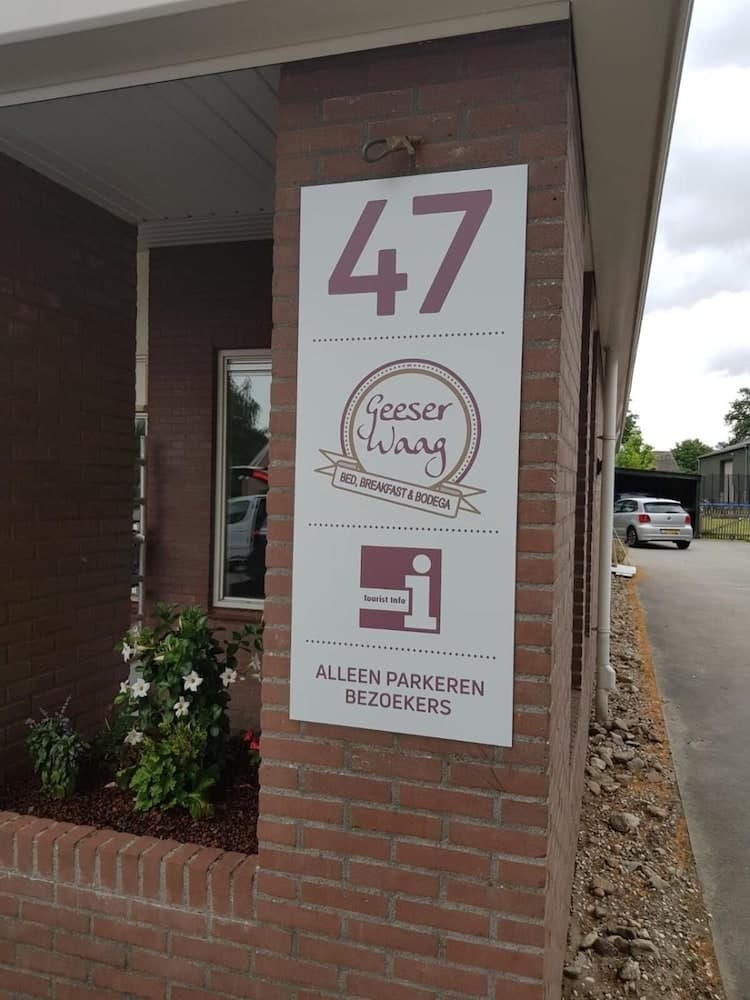 47
Geeser
Waag
BED, BREAKFAST & BODEGA
Tourist Info
i
ALLEEN PARKEREN
BEZOEKERS